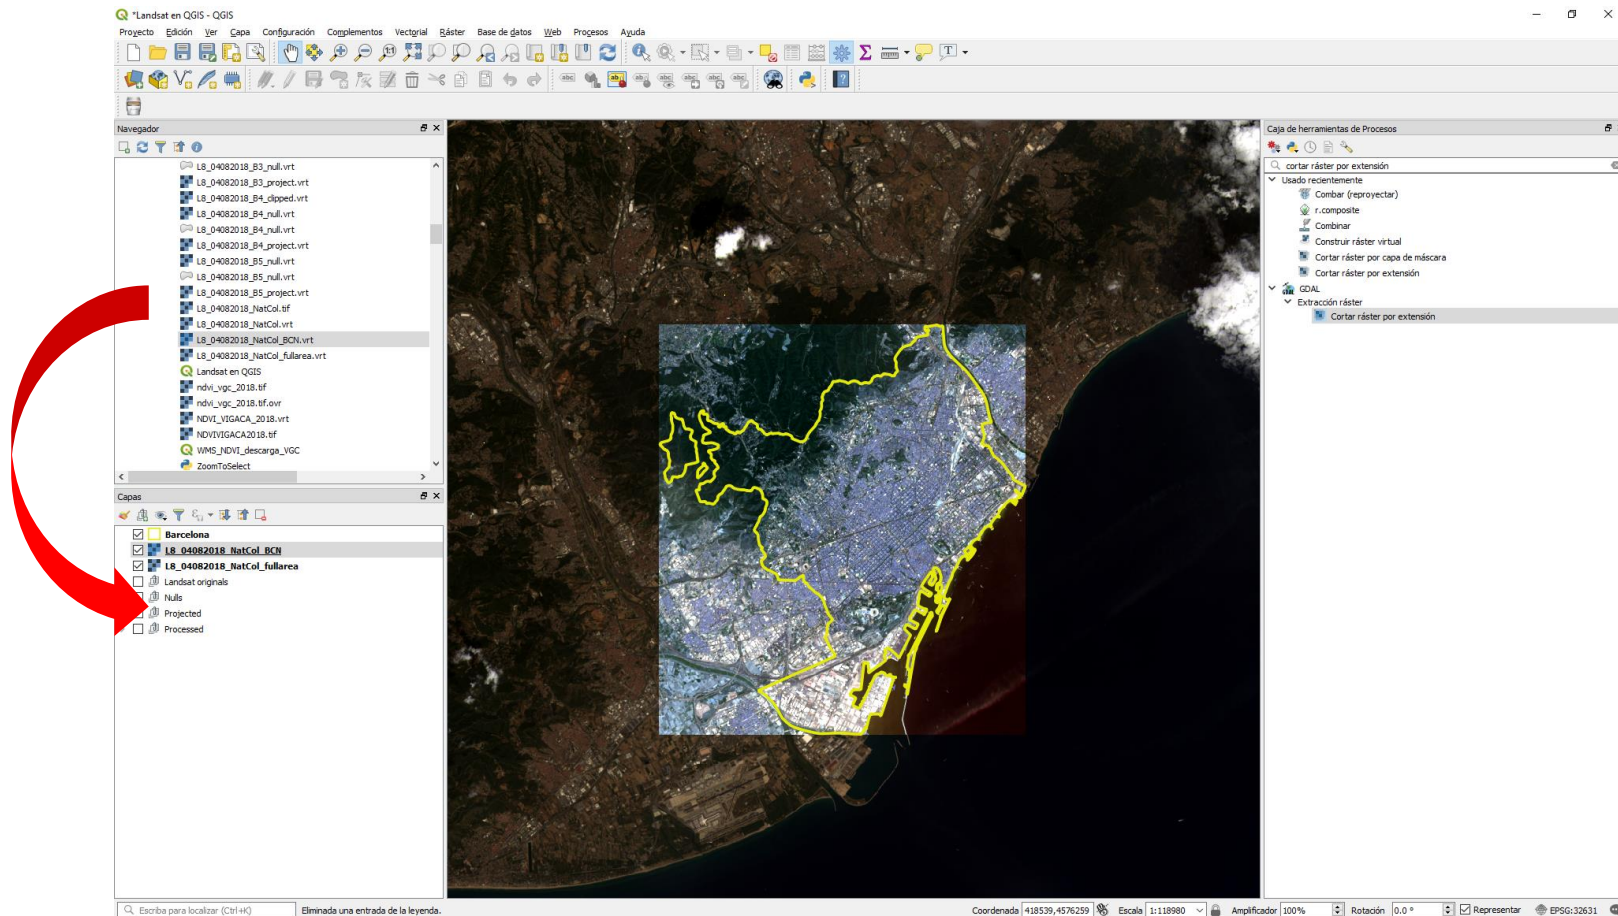 *Landsat en QGIS - QGIS
Proyecto Edición Ver Capa Configuración Complementos Vectorial Ráster Base de datos Web Procesos Ayuda
Navegador
L8_04082018_B3_null.vrt
L8_04082018_B3_project.vrt
L8_04082018_B4_clipped.vrt
L8_04082018_B4_null.vrt
L8_04082018_B4_null.vrt
L8_04082018_B4_project.vrt
L8_04082018_B5_null.vrt
L8_04082018_B5_null.vrt
L8_04082018_B5_project.vrt
L8_04082018_NatCol.tif
L8_04082018_NatCol.vrt
L8_04082018_NatCol_BCN.vrt
L8_04082018_NatCol_fullarea.vrt
Landsat en QGIS
ndvi_vgc_2018.tif
ndvi_vgc_2018.tif.ovr
NDVI_VIGACA_2018.vrt
NDVIVIGACA2018.tif
WMS_NDVI_descarga_VGC
ZoomToSelect
Capas
Barcelona
L8_04082018_NatCol_BCN
L8_04082018_NatCol_fullarea
Landsat originals
Nulls
Projected
Processed
Caja de herramientas de Procesos
cortar ráster por extensión
Usado recientemente
Combar (reproyectar)
r.composite
Combinar
Construir ráster virtual
Cortar ráster por capa de máscara
Cortar ráster por extensión
GDAL
Extracción ráster
Cortar ráster por extensión
Escriba para localizar (Ctrl+K) Eliminada una entrada de la leyenda. Coordenada 418539,4576259 Escala 1:118980 Amplificador 100% Rotación 0.0 ° Representar EPSG:32631